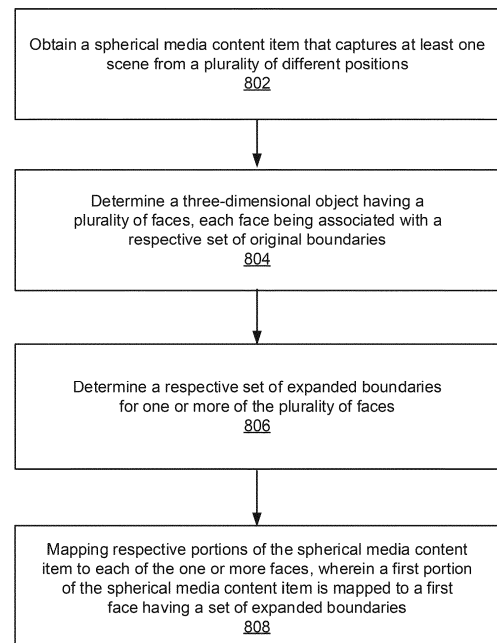 Obtain a spherical media content item that captures at least one
scene from a plurality of different positions
802
Determine a three-dimensional object having a
plurality of faces, each face being associated with a
respective set of original boundaries
804
Determine a respective set of expanded boundaries
for one or more of the plurality of faces
806
Mapping respective portions of the spherical media content
item to each of the one or more faces, wherein a first portion
of the spherical media content item is mapped to a first
face having a set of expanded boundaries
808